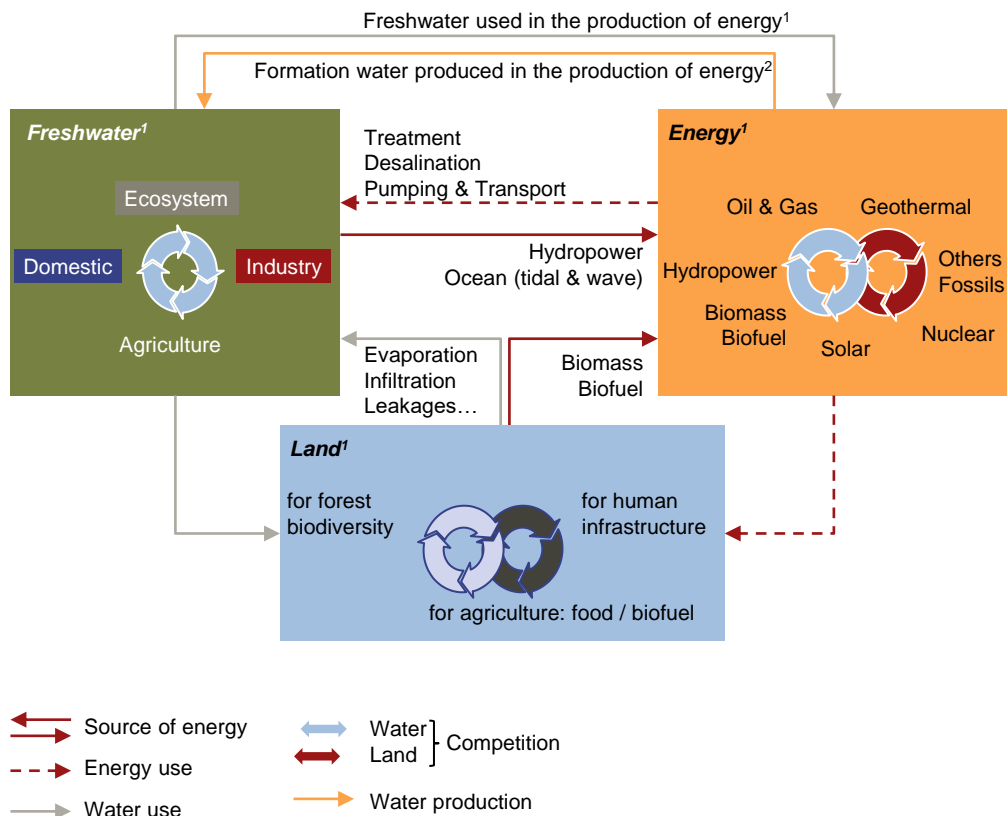 Freshwater used in the production of energy¹
Formation water produced in the production of energy²
Freshwater¹
Ecosystem
Domestic
Industry
Agriculture
Treatment
Desalination
Pumping & Transport
Hydropower
Ocean (tidal & wave)
Energy¹
Oil & Gas
Geothermal
Hydropower
Others
Fossils
Biomass
Biofuel
Solar
Nuclear
Evaporation
Infiltration
Leakages…
Biomass
Biofuel
Land¹
for forest
biodiversity
for human
infrastructure
for agriculture: food / biofuel
Source of energy
Energy use
Water use
Water
Land
Competition
Water production